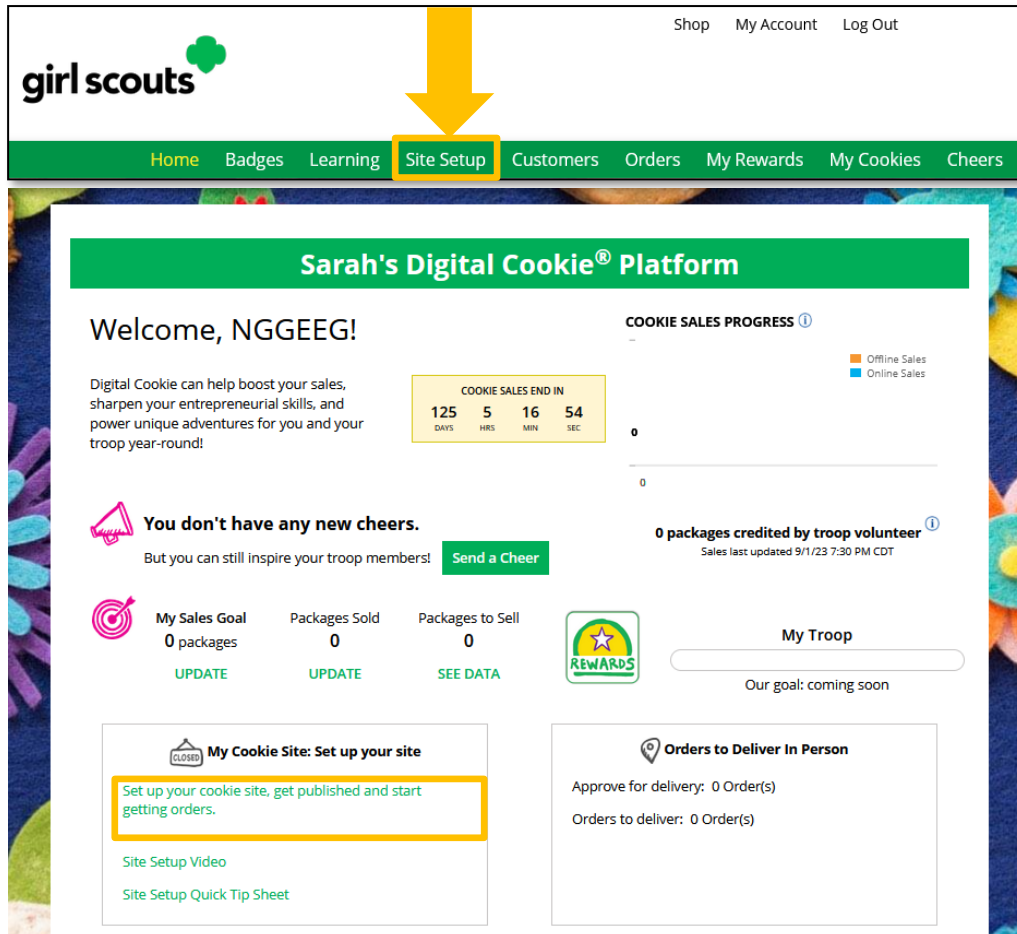 Shop My Account Log Out
girl scouts
Home Badges Learning Site Setup Customers Orders My Rewards My Cookies Cheers
Sarah's Digital Cookie® Platform
Welcome, NGGEEG!
Digital Cookie can help boost your sales,
sharpen your entrepreneurial skills, and
power unique adventures for you and your
troop year-round!
COOKIE SALES END IN
125 5 16 54
DAYS HRS MIN SEC
COOKIE SALES PROGRESS i
Offline Sales
Online Sales
0
0
You don't have any new cheers.
But you can still inspire your troop members! Send a Cheer
0 packages credited by troop volunteer i
Sales last updated 9/1/23 7:30 PM CDT
My Sales Goal Packages Sold Packages to Sell
0 packages 0 0
UPDATE UPDATE SEE DATA
REWARDS
My Troop
Our goal: coming soon
CLOSED My Cookie Site: Set up your site
Set up your cookie site, get published and start
getting orders.
Site Setup Video
Site Setup Quick Tip Sheet
Orders to Deliver In Person
Approve for delivery: 0 Order(s)
Orders to deliver: 0 Order(s)